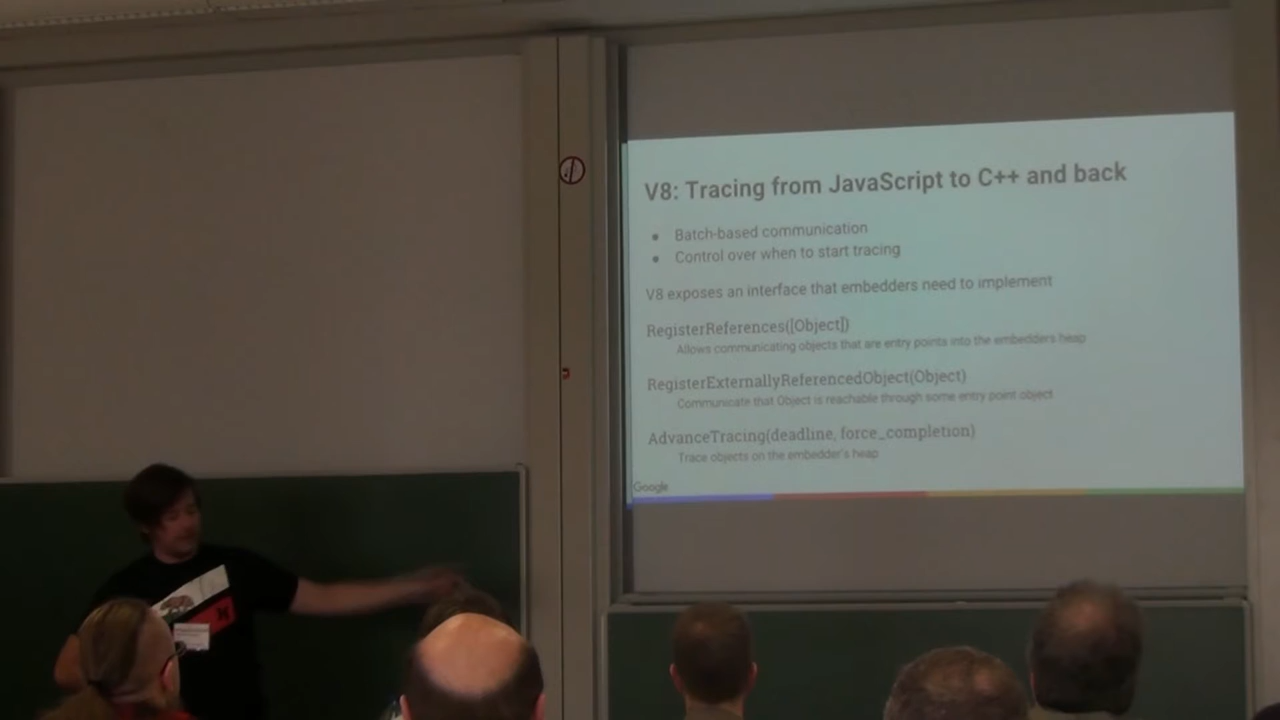 V8: Tracing from JavaScript to C++ and back
● Batch-based communication
● Control over when to start tracing
V8 exposes an interface that embedders need to implement
RegisterReferences([Object])
Allows communicating objects that are entry points into the embedders heap
RegisterExternallyReferencedObject(Object)
Communicate that Object is reachable through some entry point object
AdvanceTracing(deadline, force_completion)
Trace objects on the embedder's heap
Google